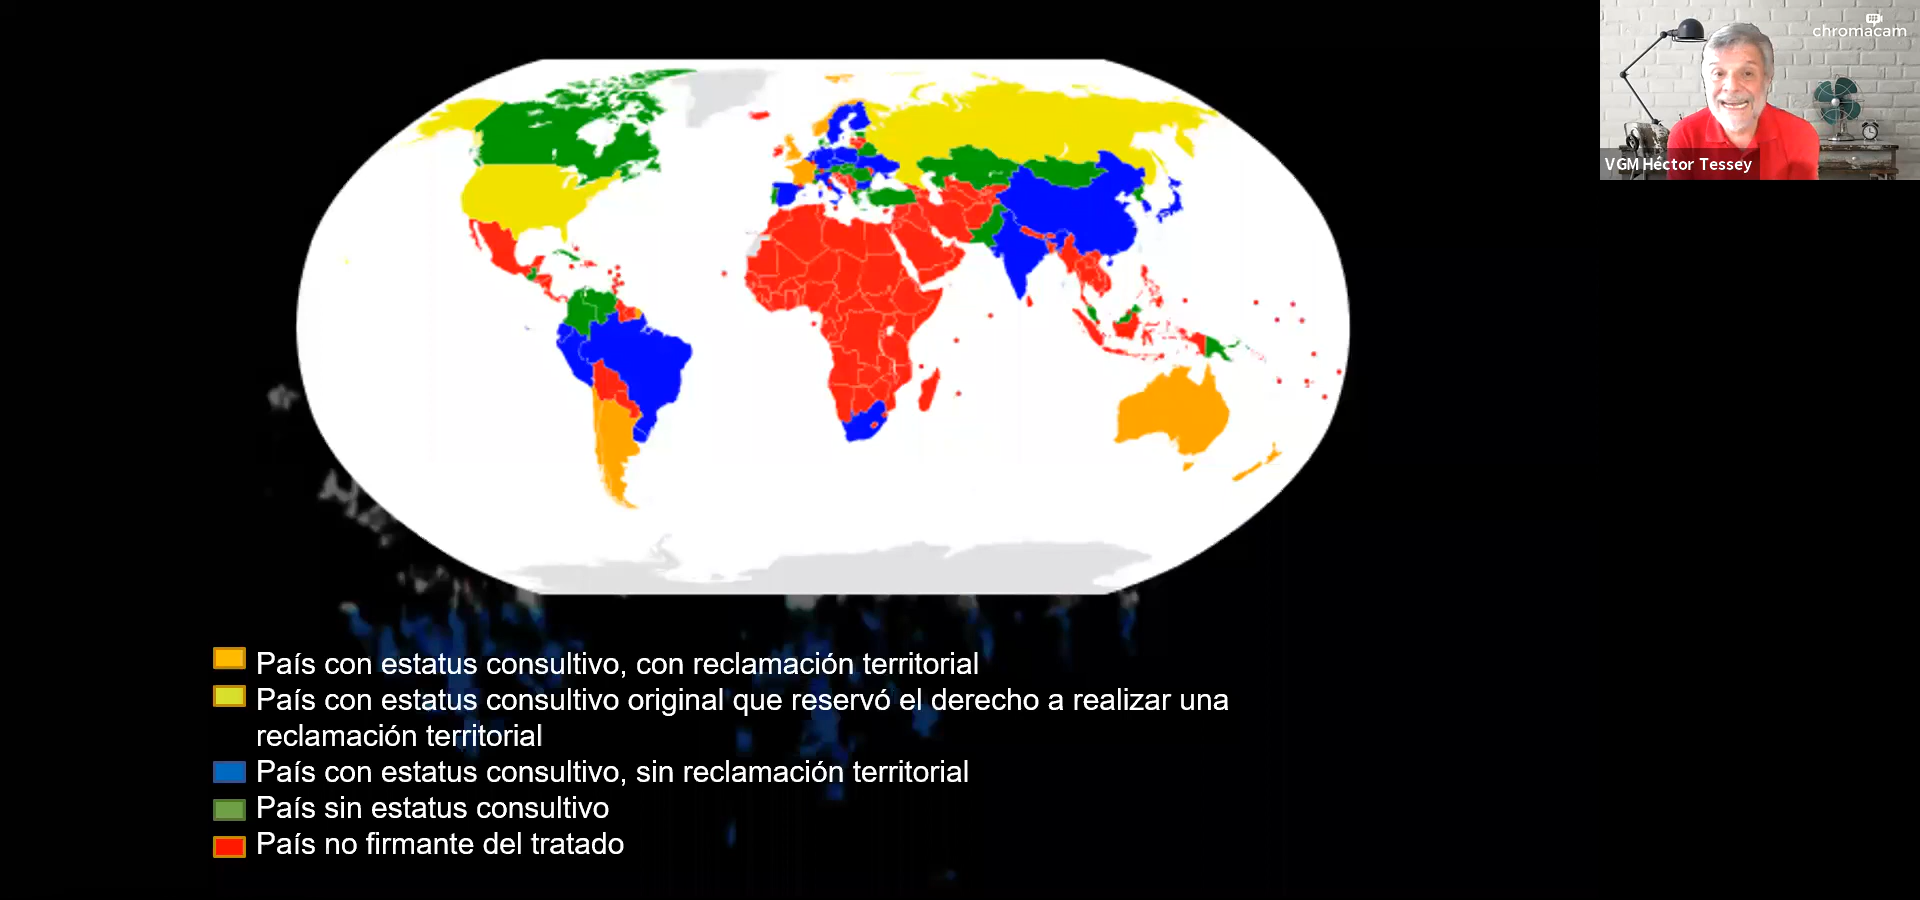 chromacam
VGM Héctor Tessey
País con estatus consultivo, con reclamación territorial
País con estatus consultivo original que reservó el derecho a realizar una
reclamación territorial
País con estatus consultivo, sin reclamación territorial
País sin estatus consultivo
País no firmante del tratado